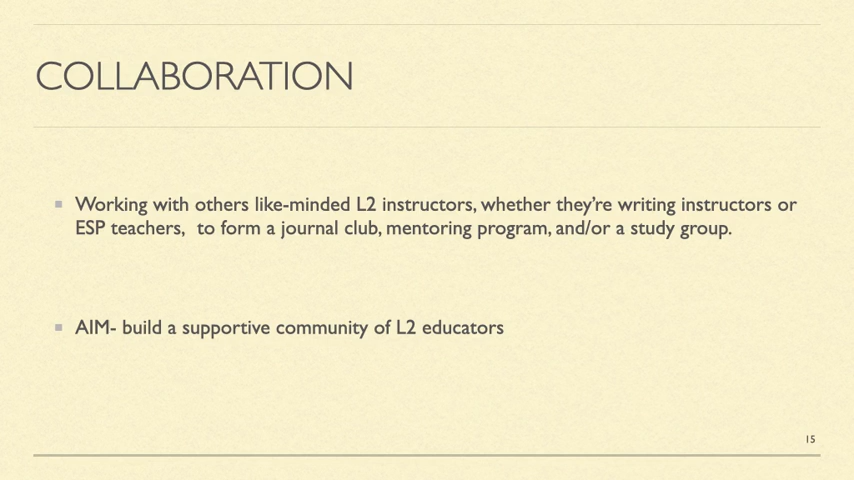 COLLABORATION
Working with others like-minded L2 instructors, whether they're writing instructors or
ESP teachers,  to form a journal club, mentoring program, and/or a study group.
AIM- build a supportive community of L2 educators
15